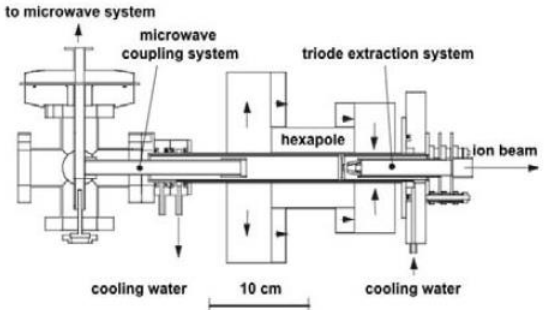 to microwave system
microwave
coupling system
triode extraction system
hexapole
ion beam
cooling water
10 cm
cooling water